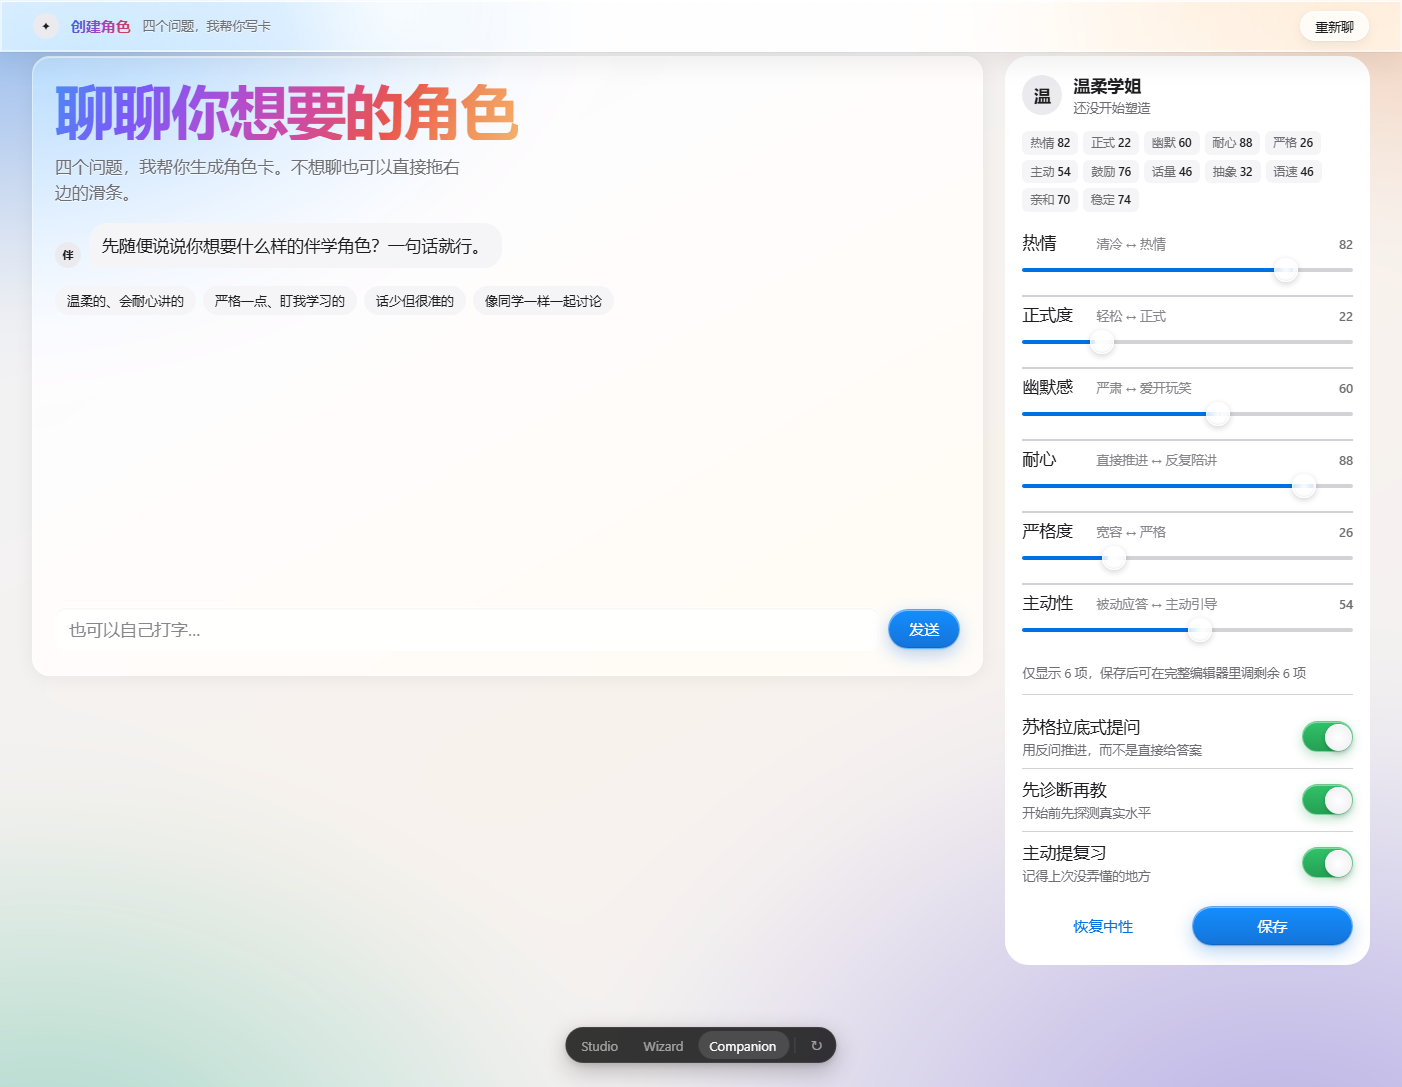 ✦ 创建角色 四个问题，我帮你写卡 重新聊
聊聊你想要的角色
四个问题，我帮你生成角色卡。不想聊也可以直接拖右
边的滑条。
伴 先随便说说你想要什么样的伴学角色？一句话就行。
温柔的、会耐心讲的 严格一点、盯我学习的 话少但很准的 像同学一样一起讨论
也可以自己打字... 发送
温 温柔学姐
还没开始塑造
热情 82 正式 22 幽默 60 耐心 88 严格 26
主动 54 鼓励 76 话量 46 抽象 32 语速 46
亲和 70 稳定 74
热情 清冷 ↔ 热情 82
正式度 轻松 ↔ 正式 22
幽默感 严肃 ↔ 爱开玩笑 60
耐心 直接推进 ↔ 反复陪讲 88
严格度 宽容 ↔ 严格 26
主动性 被动应答 ↔ 主动引导 54
仅显示 6 项，保存后可在完整编辑器里调剩余 6 项
苏格拉底式提问
用反问推进，而不是直接给答案
先诊断再教
开始前先探测真实水平
主动提复习
记得上次没弄懂的地方
恢复中性 保存
Studio Wizard Companion ↻